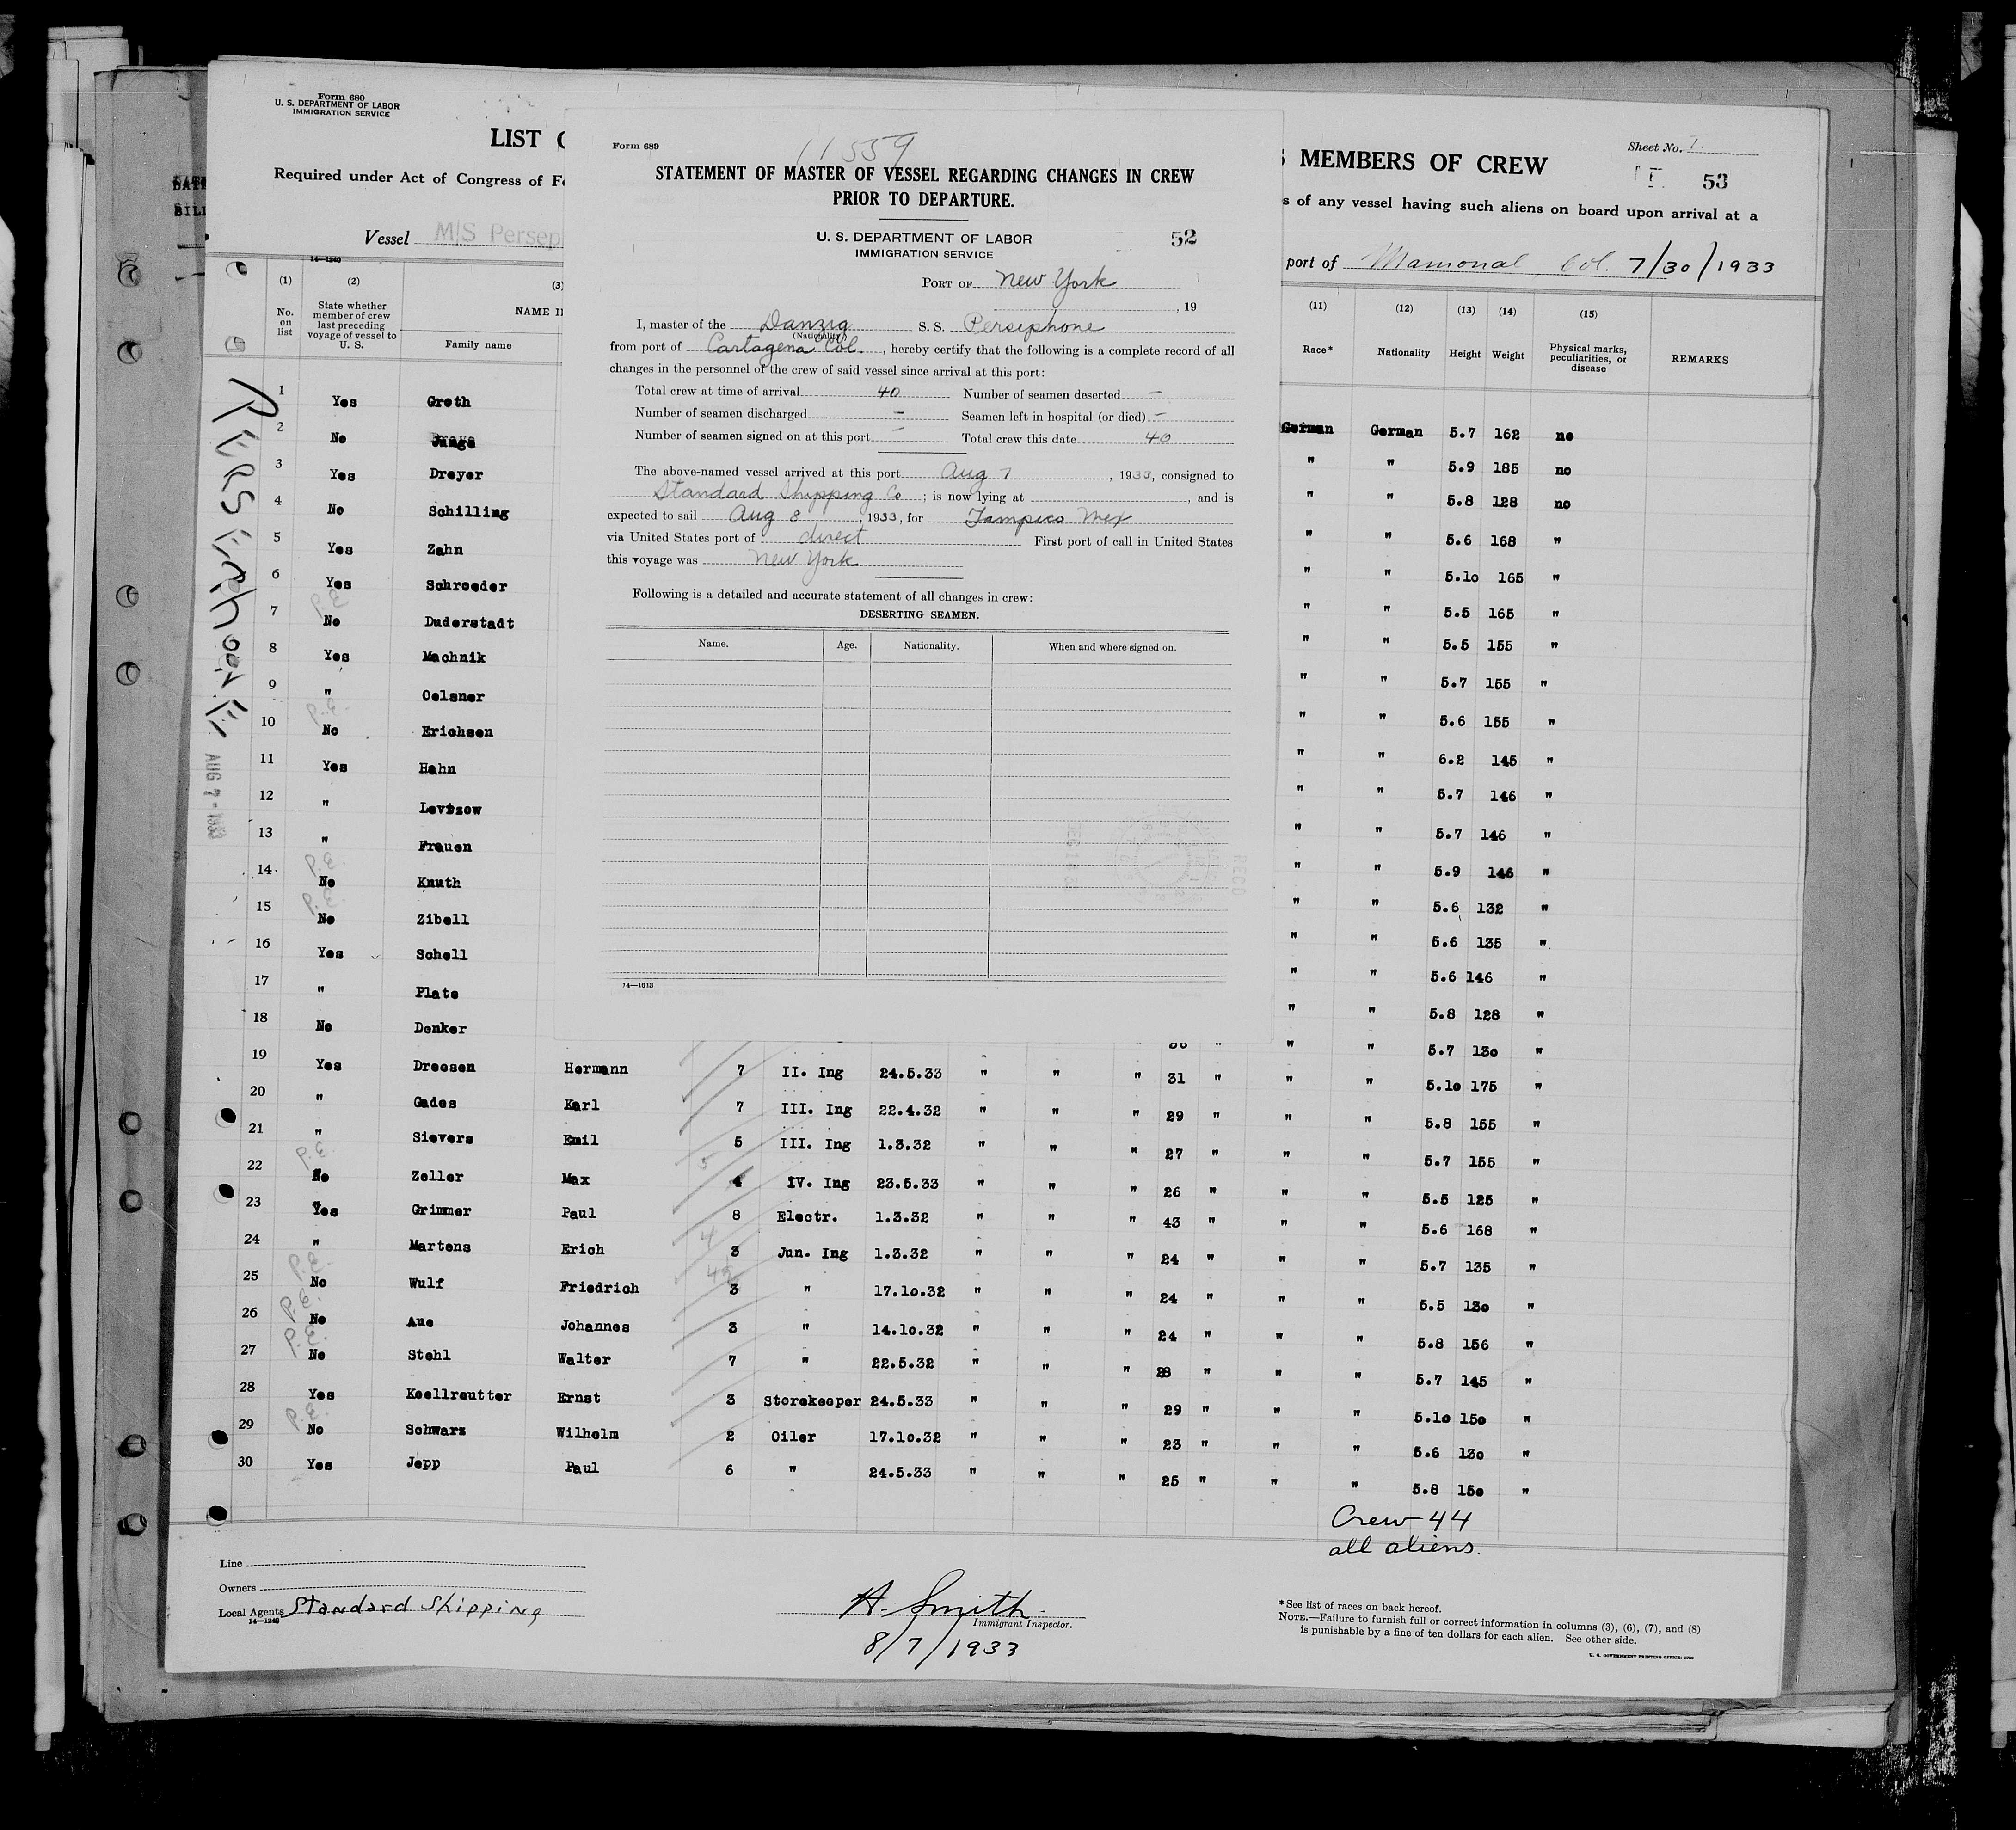 Form 680
U. S. DEPARTMENT OF LABOR
IMMIGRATION SERVICE
LIST
Required under Act of Congress of
Vessel M/S Persep
Form 689
11559
STATEMENT OF MASTER OF VESSEL REGARDING CHANGES IN CREW
PRIOR TO DEPARTURE.
U. S. DEPARTMENT OF LABOR
IMMIGRATION SERVICE
52
PORT OF New York
, 19
I, master of the Danzig S. S. Persephone
(Nationality)
from port of Cartagena Col. , hereby certify that the following is a complete record of all
changes in the personnel of the crew of said vessel since arrival at this port:
Total crew at time of arrival 40 Number of seamen deserted —
Number of seamen discharged — Seamen left in hospital (or died) —
Number of seamen signed on at this port — Total crew this date 40
The above-named vessel arrived at this port Aug 7 , 1933, consigned to
Standard Shipping Co ; is now lying at , and is
expected to sail Aug 8 , 1933, for Tampico Mex
via United States port of direct First port of call in United States
this voyage was New York
Following is a detailed and accurate statement of all changes in crew:
DESERTING SEAMEN.
Name. Age. Nationality. When and where signed on.
14—1613
MEMBERS OF CREW
Sheet No. I.
I 53
s of any vessel having such aliens on board upon arrival at a
port of Mamonal Col. 7/30/1933
14—1240
(1) (2) (3) (11) (12) (13) (14) (15)
No. on list State whether member of crew last preceding voyage of vessel to U. S. NAME Family name Race* Nationality Height Weight Physical marks, peculiarities, or disease REMARKS
PERSEPHONE
AUG 7 - 1933
1 Yes Groth German German 5.7 162 no
2 No Junge " " 5.9 185 no
3 Yes Dreyer " " 5.8 128 no
4 No Schilling " " 5.6 168 "
5 Yes Zahn " " 5.10 165 "
6 Yes Schroeder " " 5.5 165 "
7 P.E. No Duderstadt " " 5.5 155 "
8 Yes Machnik " " 5.7 155 "
9 " Oelsner " " 5.6 155 "
10 P.E. No Erichsen " " 6.2 145 "
11 Yes Hahn " " 5.7 146 "
12 " Levtzow " " 5.7 146 "
13 " Frauen " " 5.9 146 "
14 P.E. No Knuth " " 5.6 132 "
15 P.E. No Zibell " " 5.6 135 "
16 Yes Schell " " 5.6 146 "
17 " Plate " " 5.8 128 "
18 No Denker " " 5.7 130 "
19 Yes Dreesen Hermann 7 II. Ing 24.5.33 " " " 31 " " " 5.10 175 "
20 " Gades Karl 7 III. Ing 22.4.32 " " " 29 " " " 5.8 155 "
21 " Sievers Emil 5 III. Ing 1.3.32 " " " 27 " " " 5.7 155 "
22 P.E. No Zeller Max 5 4 IV. Ing 23.5.33 " " " 26 " " " 5.5 125 "
23 Yes Grimmer Paul 8 Electr. 1.3.32 " " " 43 " " " 5.6 168 "
24 " Martens Erich 4 3 Jun. Ing 1.3.32 " " " 24 " " " 5.7 135 "
25 P.E. No Wulf Friedrich 3 " 17.10.32 " " " 24 " " " 5.5 130 "
26 P.E. No Aue Johannes 3 " 14.10.32 " " " 24 " " " 5.8 156 "
27 P.E. No Stehl Walter 7 " 22.5.32 " " " 28 " " " 5.7 145 "
28 Yes Koellreutter Ernst 3 Storekeeper 24.5.33 " " " 29 " " " 5.10 150 "
29 P.E. No Schwarz Wilhelm 2 Oiler 17.10.32 " " " 23 " " " 5.6 130 "
30 Yes Jepp Paul 6 " 24.5.33 " " " 25 " " " 5.8 150 "
Crew 44
all aliens.
Line
Owners
Local Agents Standard Shipping
14—1240
A. Smith
Immigrant Inspector.
8/7/1933
*See list of races on back hereof.
NOTE.—Failure to furnish full or correct information in columns (3), (6), (7), and (8)
is punishable by a fine of ten dollars for each alien. See other side.
U. S. GOVERNMENT PRINTING OFFICE: